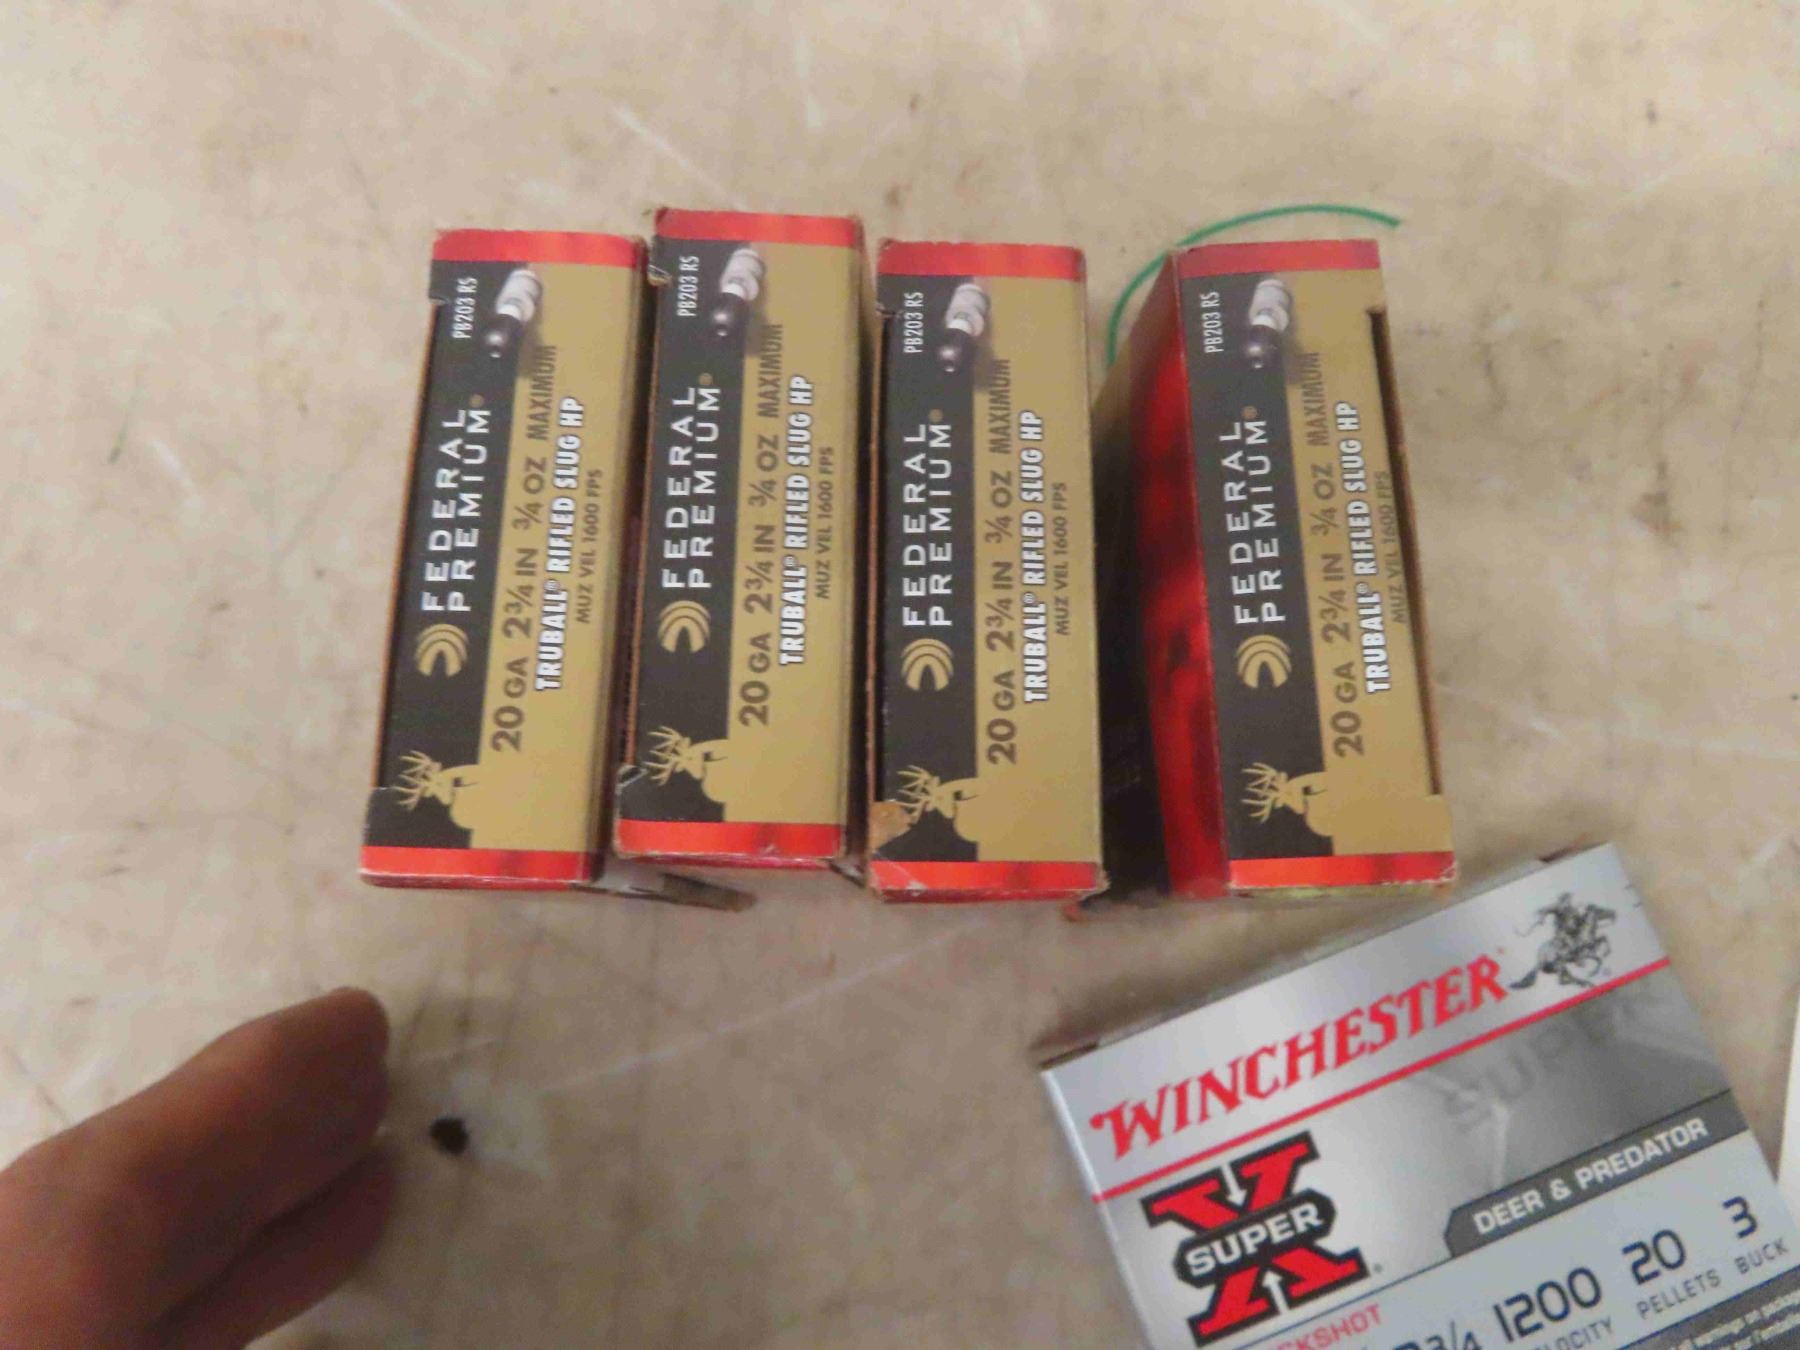 PB203 RS
FEDERAL
PREMIUM®
20 GA 2¾ IN ¾ OZ MAXIMUM
TRUBALL® RIFLED SLUG HP
MUZ VEL 1600 FPS
PB203 RS
FEDERAL
PREMIUM®
20 GA 2¾ IN ¾ OZ MAXIMUM
TRUBALL® RIFLED SLUG HP
MUZ VEL 1600 FPS
PB203 RS
FEDERAL
PREMIUM®
20 GA 2¾ IN ¾ OZ MAXIMUM
TRUBALL® RIFLED SLUG HP
MUZ VEL 1600 FPS
PB203 RS
FEDERAL
PREMIUM®
20 GA 2¾ IN ¾ OZ MAXIMUM
TRUBALL® RIFLED SLUG HP
MUZ VEL 1600 FPS
WINCHESTER
X
SUPER
DEER & PREDATOR
2¾ 1200 20 3
PELLETS BUCK